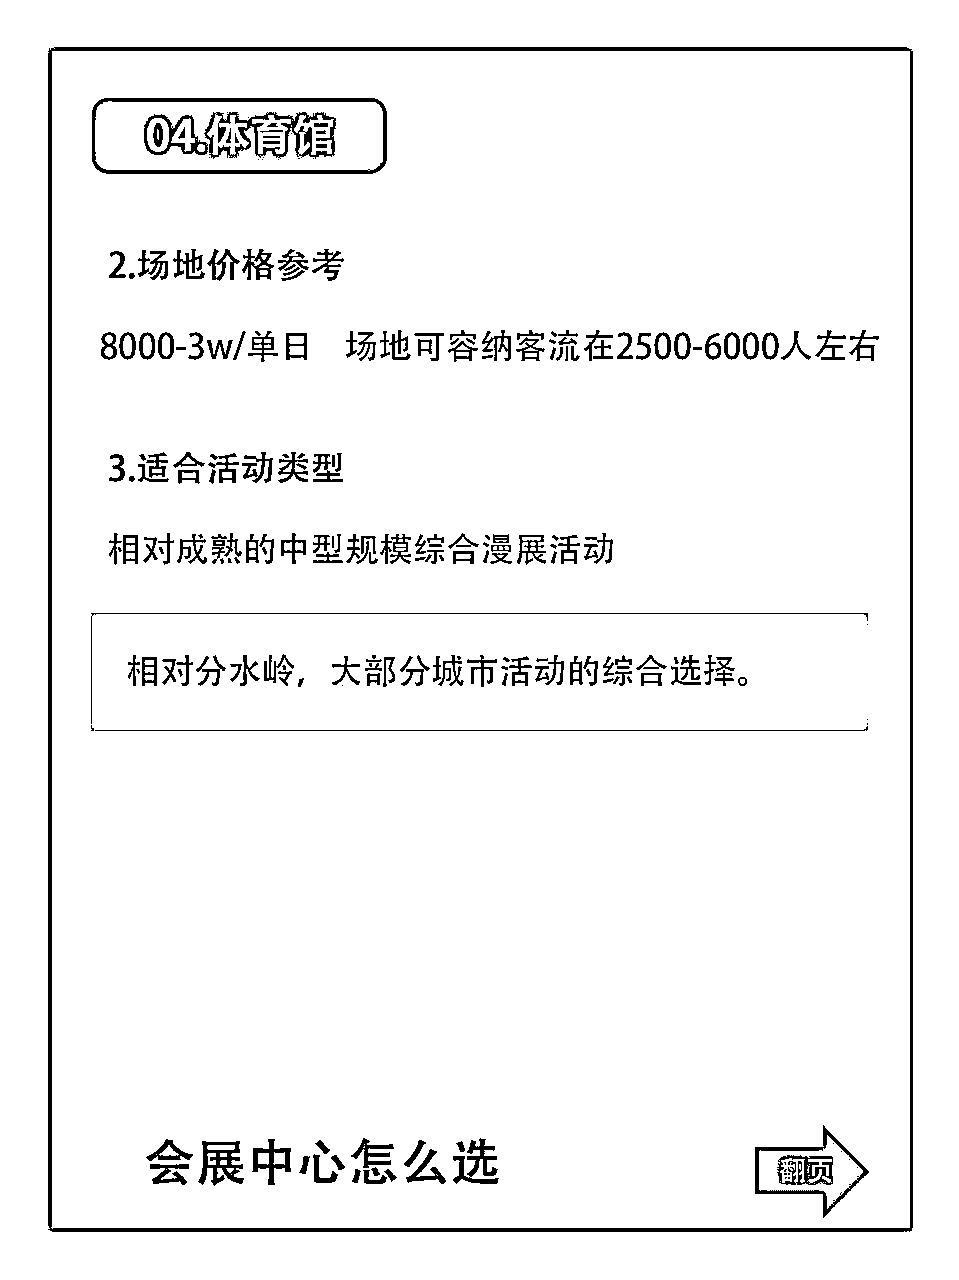 04.体育馆
2.场地价格参考
8000-3w/单日 场地可容纳客流在2500-6000人左右
3.适合活动类型
相对成熟的中型规模综合漫展活动
相对分水岭，大部分城市活动的综合选择。
会展中心怎么选
翻页